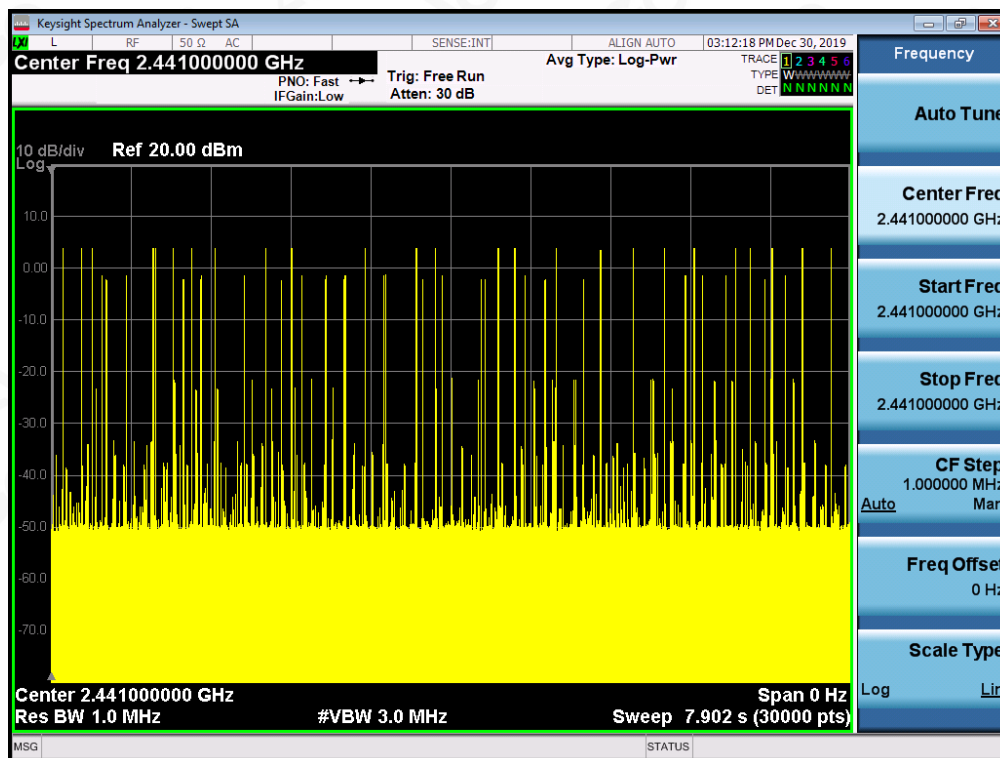 Keysight Spectrum Analyzer - Swept SA
LXI L RF 50 Ω AC SENSE:INT ALIGN AUTO 03:12:18 PM Dec 30, 2019
Center Freq 2.441000000 GHz
PNO: Fast
IFGain:Low
Trig: Free Run
Atten: 30 dB
Avg Type: Log-Pwr
TRACE 1 2 3 4 5 6
TYPE WWWWWW
DET N N N N N N
10 dB/div
Log
Ref 20.00 dBm
10.0
0.00
-10.0
-20.0
-30.0
-40.0
-50.0
-60.0
-70.0
Center 2.441000000 GHz
Span 0 Hz
Res BW 1.0 MHz
#VBW 3.0 MHz
Sweep 7.902 s (30000 pts)
MSG
STATUS
Frequency
Auto Tune
Center Freq
2.441000000 GHz
Start Freq
2.441000000 GHz
Stop Freq
2.441000000 GHz
CF Step
1.000000 MHz
Auto Man
Freq Offset
0 Hz
Scale Type
Log Lin